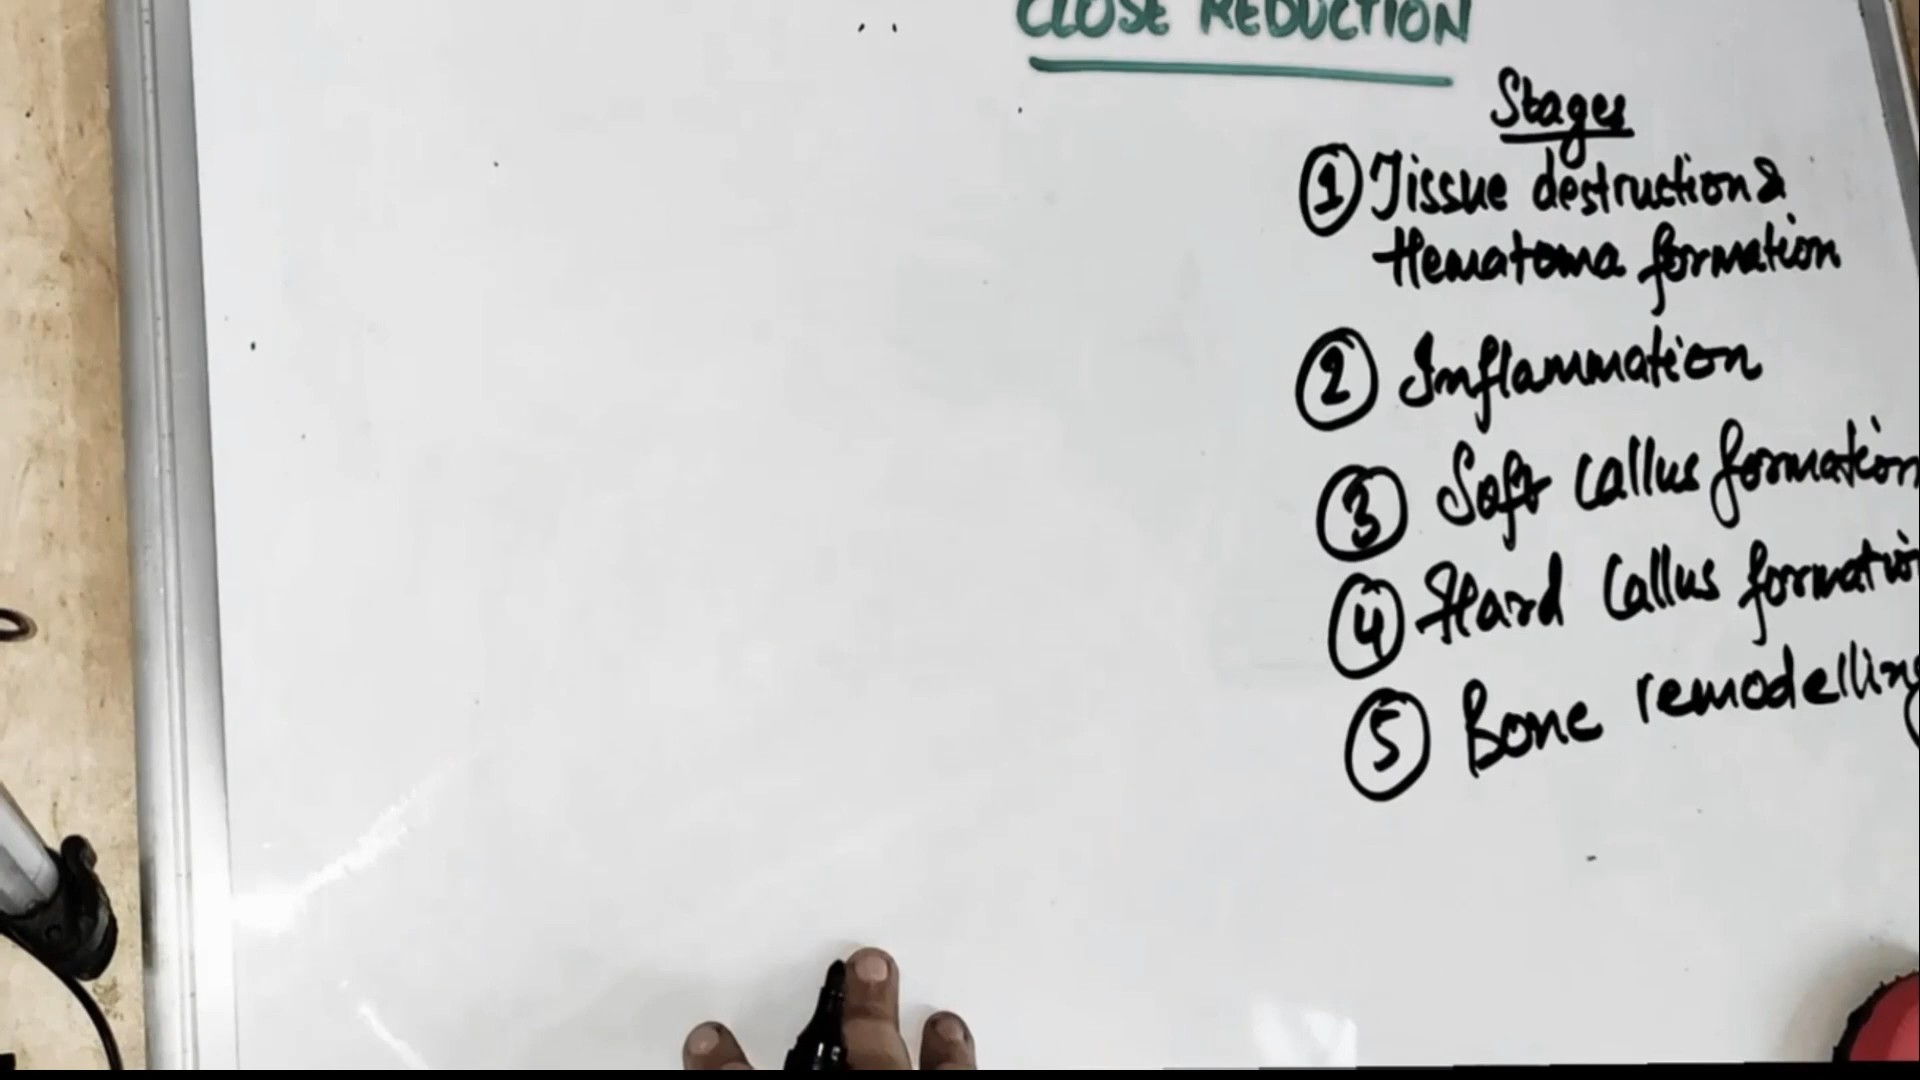 CLOSE REDUCTION
Stages
1 Tissue destruction &
Hematoma formation
2 Inflammation
3 Soft callus formation
4 Hard Callus formation
5 Bone remodelling